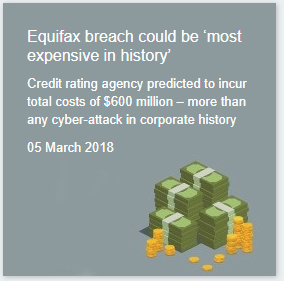 Equifax breach could be ‘most
expensive in history’
Credit rating agency predicted to incur
total costs of $600 million – more than
any cyber-attack in corporate history
05 March 2018